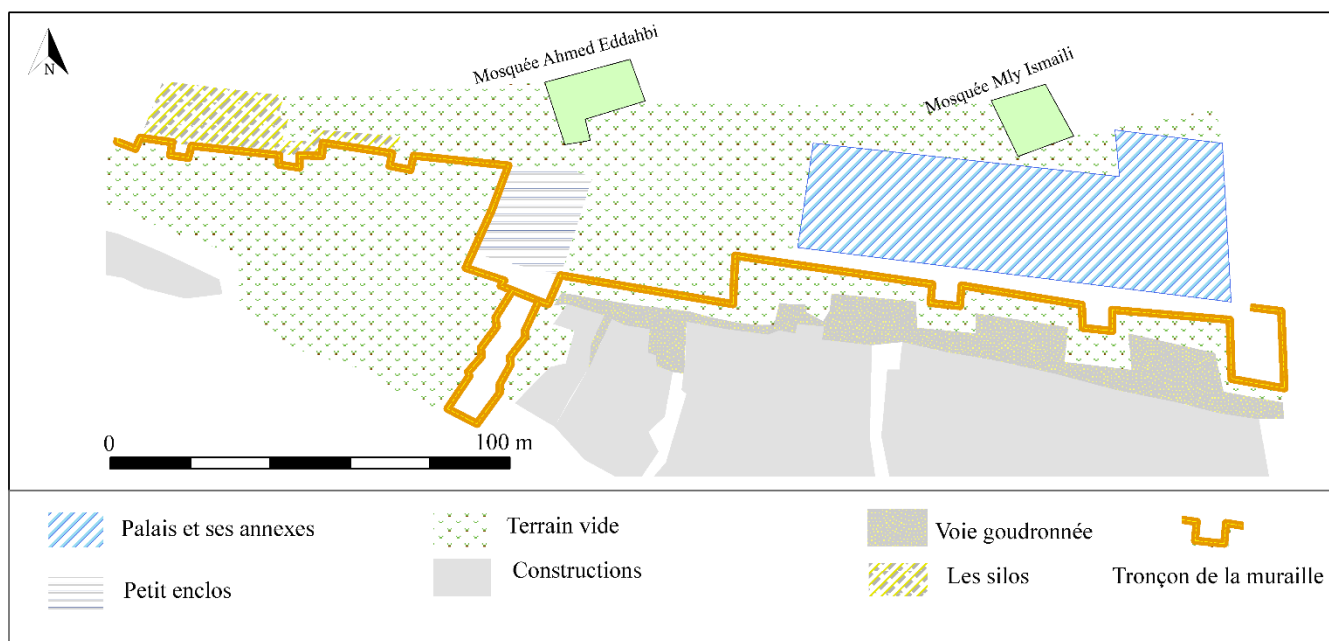 N
Mosquée Ahmed Eddahbi
Mosquée Mly Ismaili
0
100 m
Palais et ses annexes
Terrain vide
Voie goudronnée
Petit enclos
Constructions
Les silos
Tronçon de la muraille